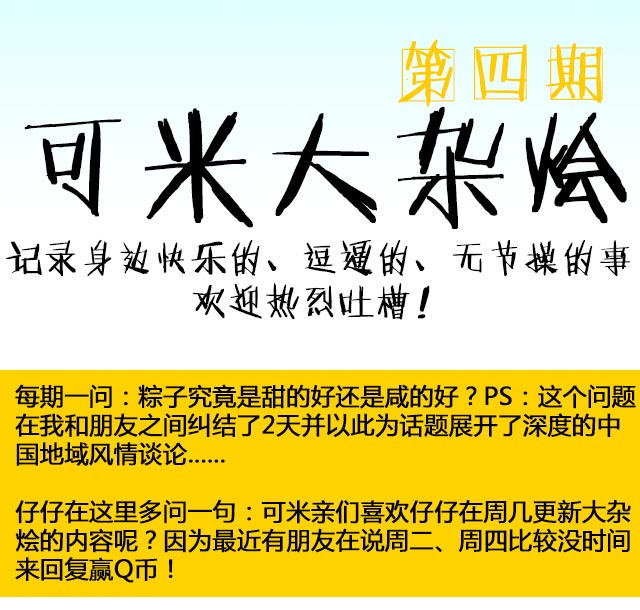 第四期
可米大杂烩
记录身边快乐的、逗逼的、无节操的事
欢迎热烈吐槽！
每期一问：粽子究竟是甜的好还是咸的好？PS：这个问题
在我和朋友之间纠结了2天并以此为话题展开了深度的中
国地域风情谈论......
仔仔在这里多问一句：可米亲们喜欢仔仔在周几更新大杂
烩的内容呢？因为最近有朋友在说周二、周四比较没时间
来回复赢Q币！